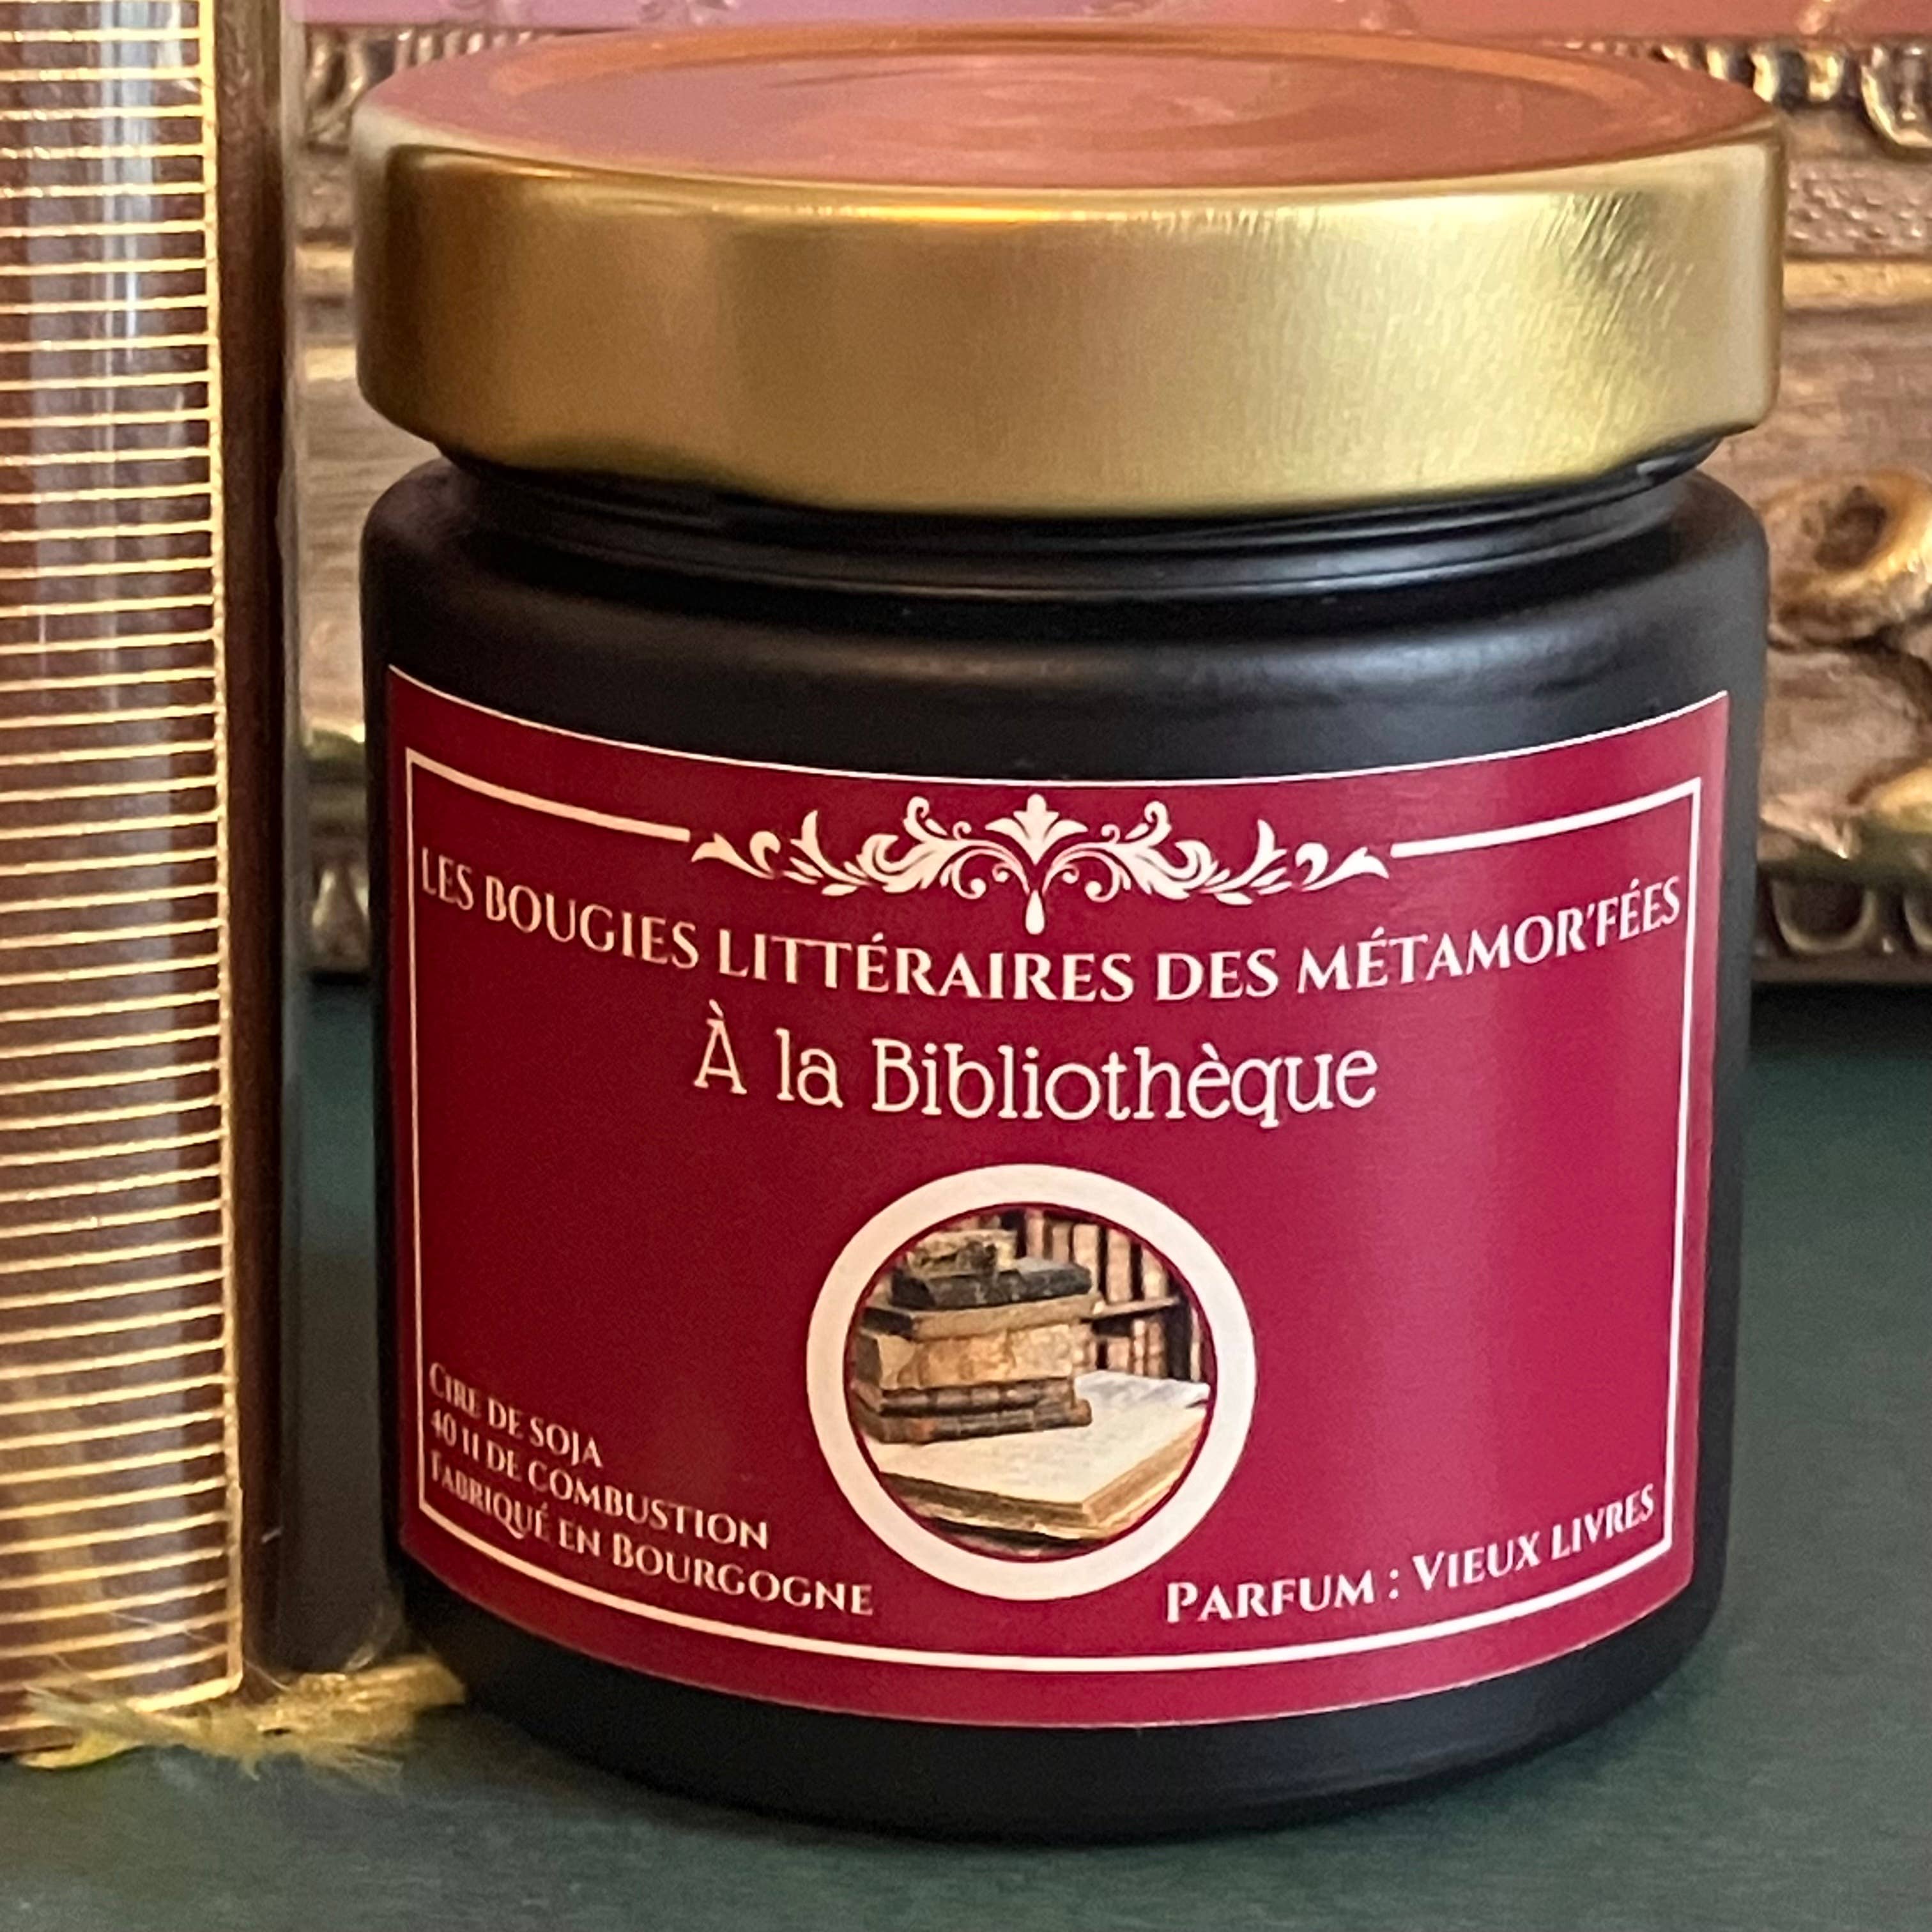 LES BOUGIES LITTÉRAIRES DES MÉTAMOR'FÉES
À la Bibliothèque
CIRE DE SOJA
40 H DE COMBUSTION
FABRIQUÉ EN BOURGOGNE
PARFUM : VIEUX LIVRES